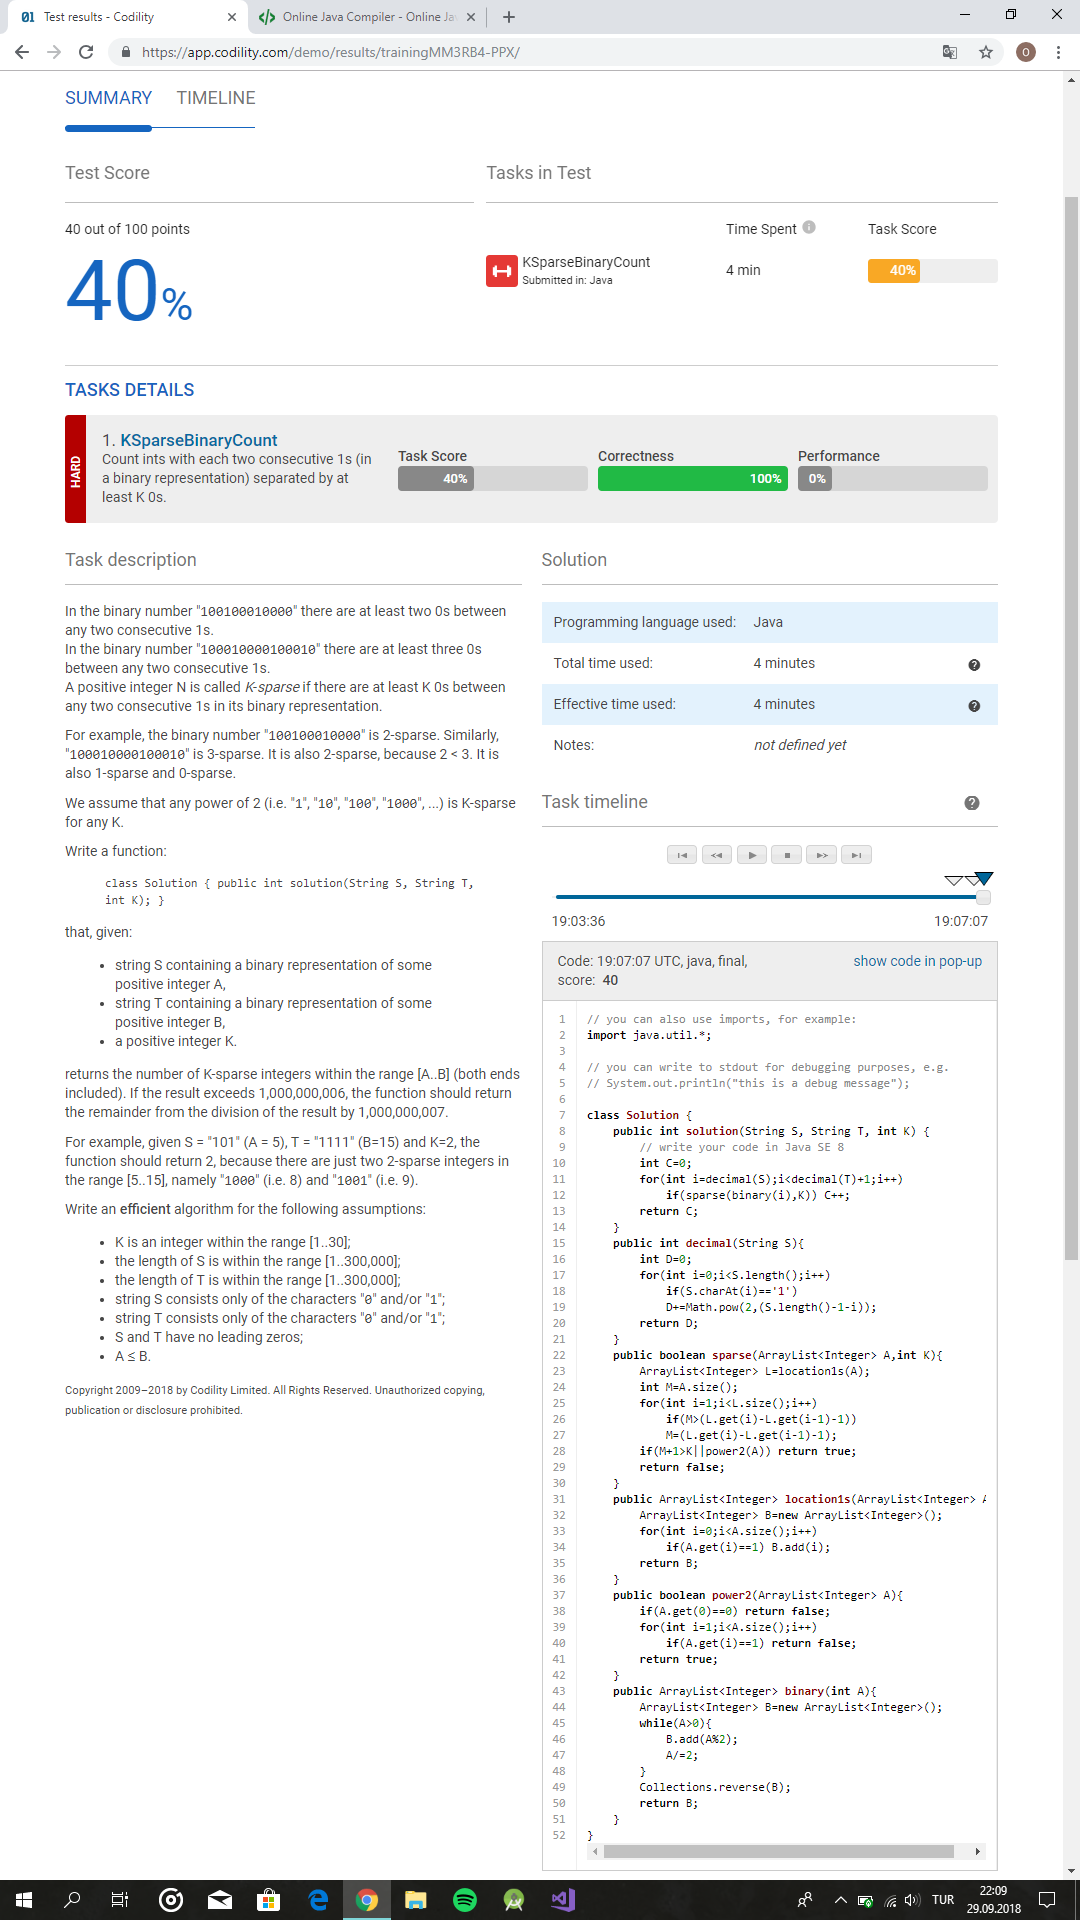 Test results - Codility
Online Java Compiler - Online Ja
https://app.codility.com/demo/results/trainingMM3RB4-PPX/
SUMMARY TIMELINE
Test Score
Tasks in Test
40 out of 100 points
Time Spent Task Score
40%
KSparseBinaryCount
Submitted in: Java
4 min
40%
TASKS DETAILS
HARD
1. KSparseBinaryCount
Count ints with each two consecutive 1s (in
a binary representation) separated by at
least K 0s.
Task Score
40%
Correctness
100%
Performance
0%
Task description
In the binary number "100100010000" there are at least two 0s between
any two consecutive 1s.
In the binary number "100010000100010" there are at least three 0s
between any two consecutive 1s.
A positive integer N is called K-sparse if there are at least K 0s between
any two consecutive 1s in its binary representation.
For example, the binary number "100100010000" is 2-sparse. Similarly,
"100010000100010" is 3-sparse. It is also 2-sparse, because 2 < 3. It is
also 1-sparse and 0-sparse.
We assume that any power of 2 (i.e. "1", "10", "100", "1000", ...) is K-sparse
for any K.
Write a function:
class Solution { public int solution(String S, String T,
int K); }
that, given:
• string S containing a binary representation of some
positive integer A,
• string T containing a binary representation of some
positive integer B,
• a positive integer K.
returns the number of K-sparse integers within the range [A..B] (both ends
included). If the result exceeds 1,000,000,006, the function should return
the remainder from the division of the result by 1,000,000,007.
For example, given S = "101" (A = 5), T = "1111" (B=15) and K=2, the
function should return 2, because there are just two 2-sparse integers in
the range [5..15], namely "1000" (i.e. 8) and "1001" (i.e. 9).
Write an efficient algorithm for the following assumptions:
• K is an integer within the range [1..30];
• the length of S is within the range [1..300,000];
• the length of T is within the range [1..300,000];
• string S consists only of the characters "0" and/or "1";
• string T consists only of the characters "0" and/or "1";
• S and T have no leading zeros;
• A ≤ B.
Copyright 2009–2018 by Codility Limited. All Rights Reserved. Unauthorized copying,
publication or disclosure prohibited.
Solution
Programming language used: Java
Total time used: 4 minutes
Effective time used: 4 minutes
Notes: not defined yet
Task timeline
19:03:36 19:07:07
Code: 19:07:07 UTC, java, final,
score: 40
show code in pop-up
1 // you can also use imports, for example:
2 import java.util.*;
3
4 // you can write to stdout for debugging purposes, e.g.
5 // System.out.println("this is a debug message");
6
7 class Solution {
8 public int solution(String S, String T, int K) {
9 // write your code in Java SE 8
10 int C=0;
11 for(int i=decimal(S);i<decimal(T)+1;i++)
12 if(sparse(binary(i),K)) C++;
13 return C;
14 }
15 public int decimal(String S){
16 int D=0;
17 for(int i=0;i<S.length();i++)
18 if(S.charAt(i)=='1')
19 D+=Math.pow(2,(S.length()-1-i));
20 return D;
21 }
22 public boolean sparse(ArrayList<Integer> A,int K){
23 ArrayList<Integer> L=location1s(A);
24 int M=A.size();
25 for(int i=1;i<L.size();i++)
26 if(M>(L.get(i)-L.get(i-1)-1))
27 M=(L.get(i)-L.get(i-1)-1);
28 if(M+1>K||power2(A)) return true;
29 return false;
30 }
31 public ArrayList<Integer> location1s(ArrayList<Integer>
32 ArrayList<Integer> B=new ArrayList<Integer>();
33 for(int i=0;i<A.size();i++)
34 if(A.get(i)==1) B.add(i);
35 return B;
36 }
37 public boolean power2(ArrayList<Integer> A){
38 if(A.get(0)==0) return false;
39 for(int i=1;i<A.size();i++)
40 if(A.get(i)==1) return false;
41 return true;
42 }
43 public ArrayList<Integer> binary(int A){
44 ArrayList<Integer> B=new ArrayList<Integer>();
45 while(A>0){
46 B.add(A%2);
47 A/=2;
48 }
49 Collections.reverse(B);
50 return B;
51 }
52 }
TUR
22:09
29.09.2018